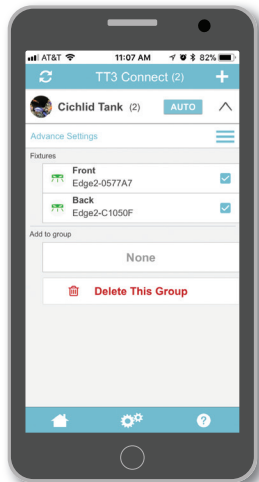 AT&T 11:07 AM 82%
TT3 Connect (2) +
Cichlid Tank (2) AUTO
Advance Settings
Fixtures
Front
Edge2-0577A7
Back
Edge2-C1050F
Add to group
None
Delete This Group
?